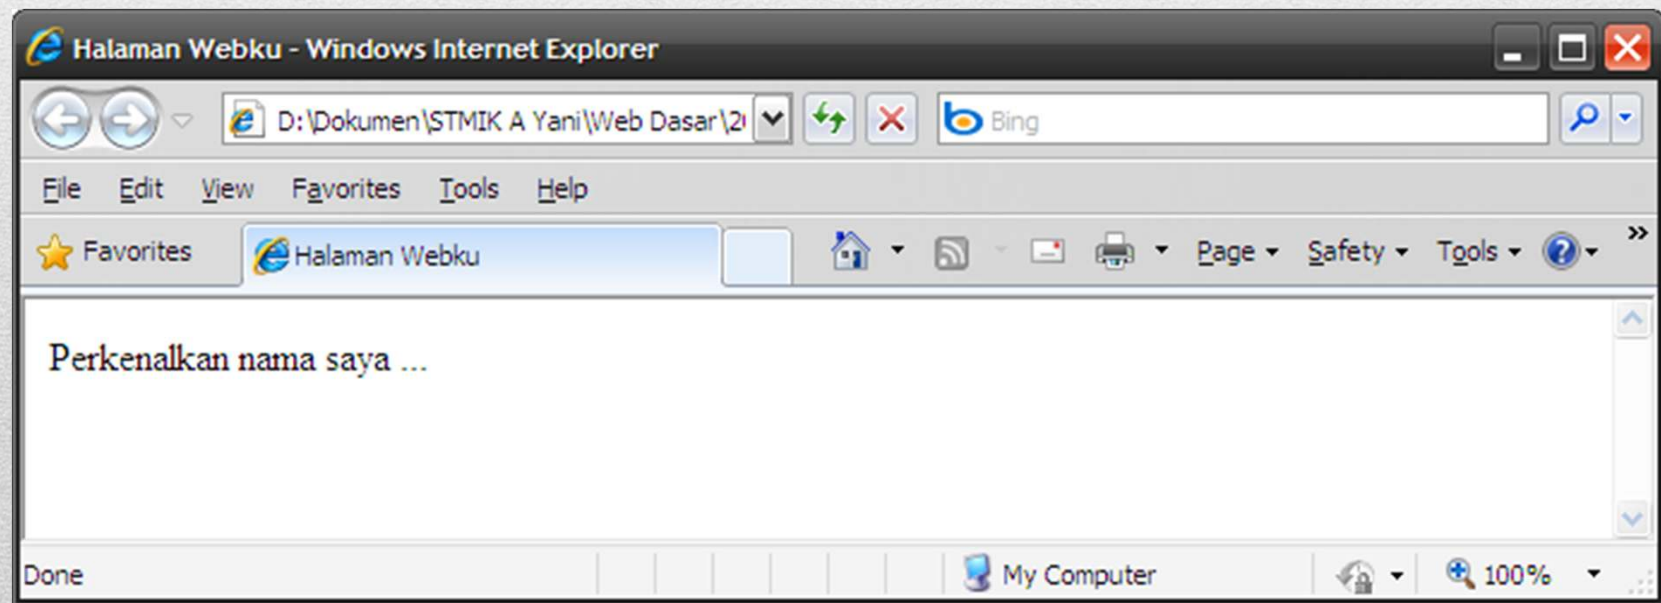 Halaman Webku - Windows Internet Explorer
D:\Dokumen\STMIK A Yani\Web Dasar\2 Bing
File Edit View Favorites Tools Help
Favorites Halaman Webku Page Safety Tools »
Perkenalkan nama saya ...
Done My Computer 100%